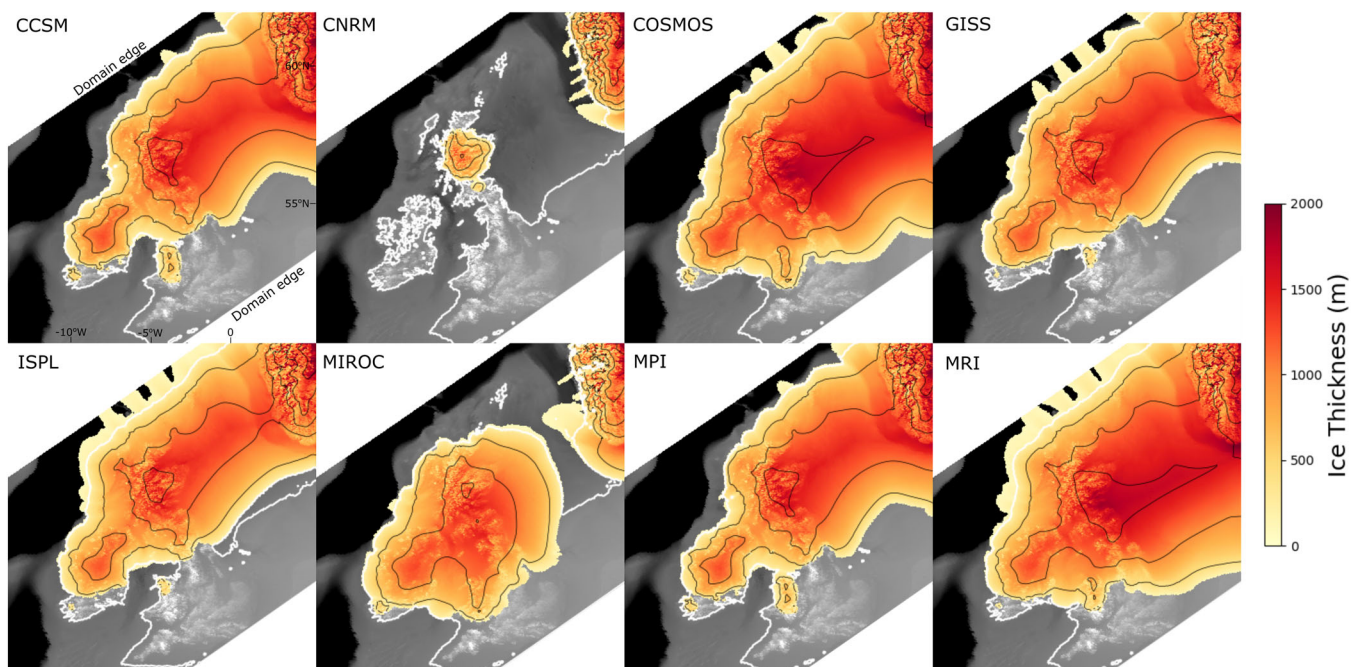 CCSM
CNRM
COSMOS
GISS
Domain edge
60°N
55°N
Domain edge
-10°W
-5°W
0
ISPL
MIROC
MPI
MRI
2000
1500
1000
500
0
Ice Thickness (m)